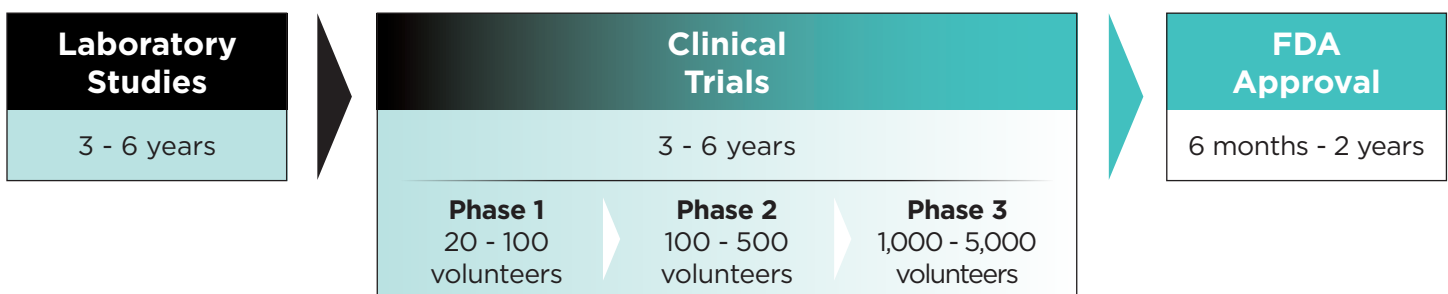 Laboratory
Studies
3 - 6 years
Clinical
Trials
3 - 6 years
Phase 1
20 - 100
volunteers
Phase 2
100 - 500
volunteers
Phase 3
1,000 - 5,000
volunteers
FDA
Approval
6 months - 2 years